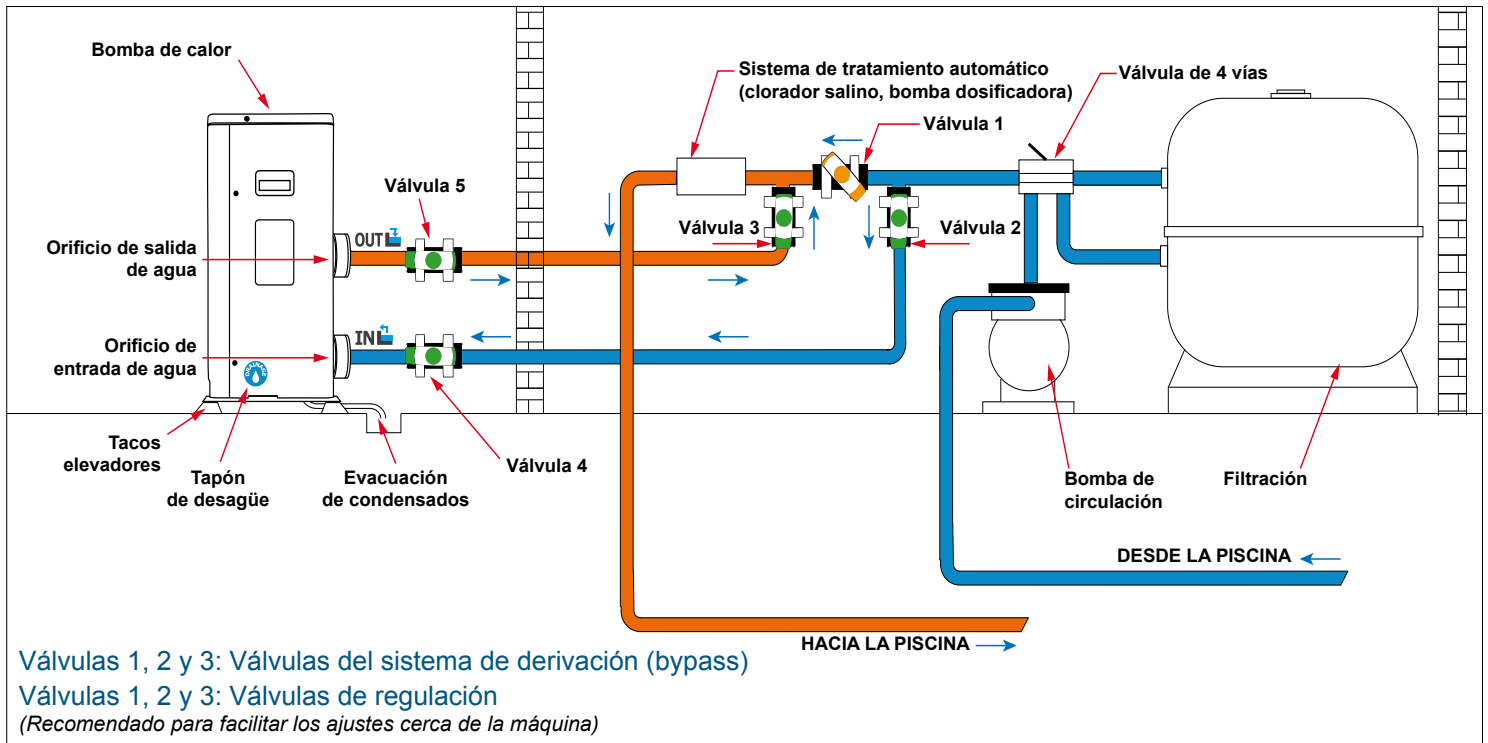 Bomba de calor
Sistema de tratamiento automático
(clorador salino, bomba dosificadora)
Válvula de 4 vías
Válvula 1
Válvula 5
Válvula 3
Válvula 2
Orificio de salida
de agua
OUT
Orificio de
entrada de agua
IN
DRAINAGE
Tacos
elevadores
Tapón
de desagüe
Evacuación
de condensados
Válvula 4
Bomba de
circulación
Filtración
DESDE LA PISCINA
HACIA LA PISCINA
Válvulas 1, 2 y 3: Válvulas del sistema de derivación (bypass)
Válvulas 1, 2 y 3: Válvulas de regulación
(Recomendado para facilitar los ajustes cerca de la máquina)